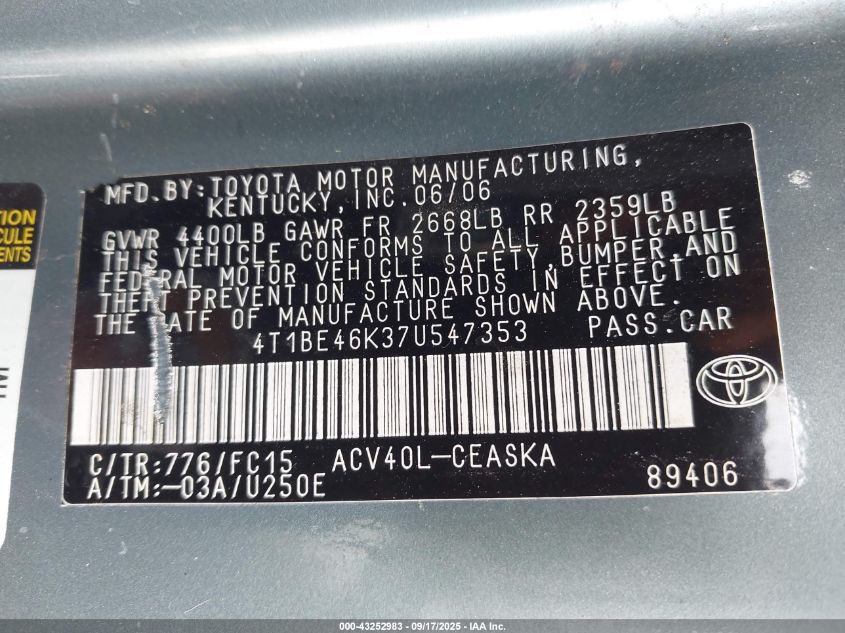 MFD. BY: TOYOTA MOTOR MANUFACTURING,
KENTUCKY, INC. 06/06
GVWR 4400LB GAWR FR 2668LB RR 2359LB
THIS VEHICLE CONFORMS TO ALL APPLICABLE
FEDERAL MOTOR VEHICLE SAFETY, BUMPER, AND
THEFT PREVENTION STANDARDS IN EFFECT ON
THE DATE OF MANUFACTURE SHOWN ABOVE.
4T1BE46K37U547353 PASS. CAR
C/TR: 776/FC15 ACV40L-CEASKA
A/TM: -03A/U250E 89406
000-43252983 - 09/17/2025 - IAA Inc.